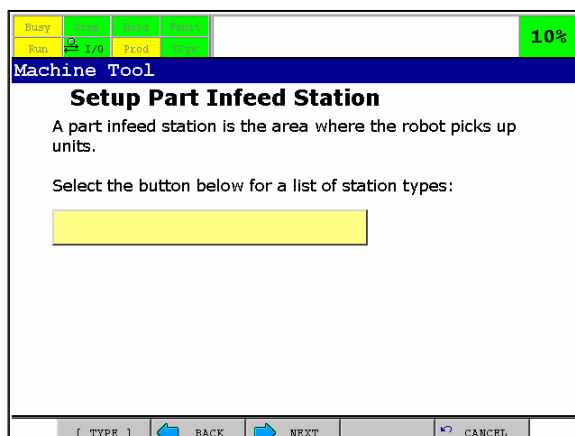 Busy Step Hold Fault
Run I/O Prod TCyc
10%
Machine Tool
Setup Part Infeed Station
A part infeed station is the area where the robot picks up
units.
Select the button below for a list of station types:
[ TYPE ] BACK NEXT CANCEL